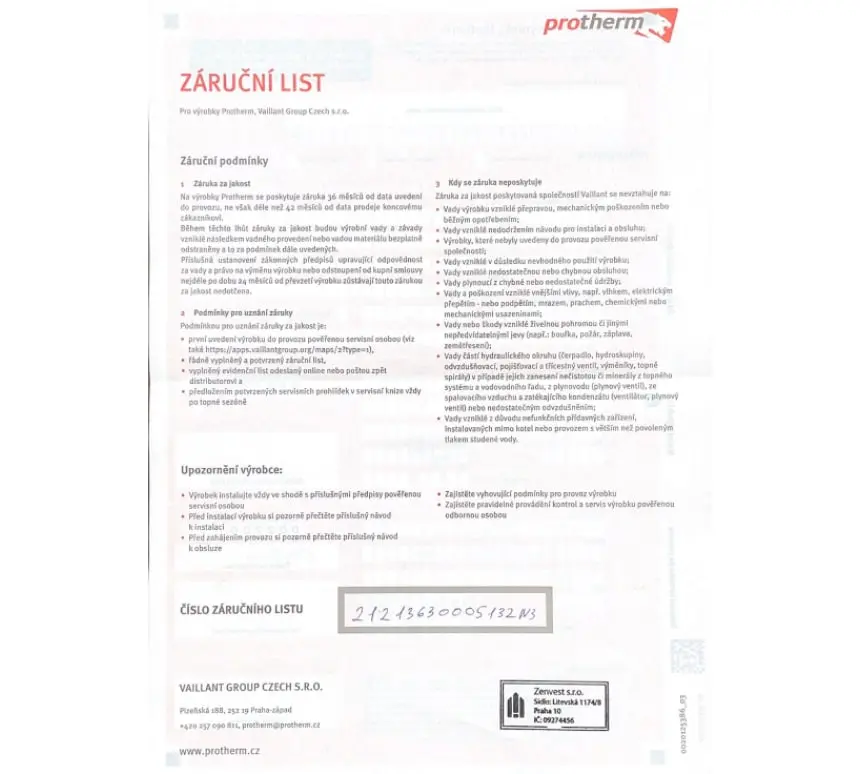 protherm
ZÁRUČNÍ LIST
Pro výrobky Protherm, Vaillant Group Czech s.r.o.
Záruční podmínky
1 Záruka za jakost
Na výrobky Protherm se poskytuje záruka 36 měsíců od data uvedení
do provozu, ne však déle než 42 měsíců od data prodeje koncovému
zákazníkovi.
Během těchto lhůt záruky za jakost budou výrobní vady a závady
vzniklé následkem vadného provedení nebo vadou materiálu bezplatně
odstraněny a to za podmínek dále uvedených.
Příslušná ustanovení zákonných předpisů upravující odpovědnost
za vady a právo na výměnu výrobku nebo odstoupení od kupní smlouvy
nejdéle po dobu 24 měsíců od převzetí výrobku zůstávají touto zárukou
za jakost nedotčena.
2 Podmínky pro uznání záruky
Podmínkou pro uznání záruky za jakost je:
• první uvedení výrobku do provozu pověřenou servisní osobou (viz
také https://apps.vaillantgroup.org/maps/2?type=1),
• řádně vyplněný a potvrzený záruční list,
• vyplněný evidenční list odeslaný online nebo poštou zpět
distributorovi a
• předložením potvrzených servisních prohlídek v servisní knize vždy
po topné sezóně
3 Kdy se záruka neposkytuje
Záruka za jakost poskytovaná společností Vaillant se nevztahuje na:
• Vady výrobku vzniklé přepravou, mechanickým poškozením nebo
běžným opotřebením;
• Vady vzniklé nedodržením návodu pro instalaci a obsluhu;
• Výrobky, které nebyly uvedeny do provozu pověřenou servisní
společností;
• Vady vzniklé v důsledku nevhodného použití výrobku;
• Vady vzniklé nedostatečnou nebo chybnou obsluhou;
• Vady plynoucí z chybné nebo nedostatečné údržby;
• Vady a poškození vzniklé vnějšími vlivy, např. vlhkem, elektrickým
přepětím - nebo podpětím, mrazem, prachem, chemickými nebo
mechanickými usazeninami;
• Vady nebo škody vzniklé živelnou pohromou či jinými
nepředvídatelnými jevy (např.: bouřka, požár, záplava,
zemětřesení);
• Vady částí hydraulického okruhu (čerpadlo, hydroskupiny,
odvzdušňovací, pojišťovací a třícestný ventil, výměníky, topné
spirály) v případě jejich zanesení nečistotou či minerály z topného
systému a vodovodního řadu, z plynovodu (plynový ventil), ze
spalovacího vzduchu a zatékajícího kondenzátu (ventilátor, plynový
ventil) nebo nedostatečným odvzdušněním;
• Vady vzniklé z důvodu nefunkčních přídavných zařízení,
instalovaných mimo kotel nebo provozem s větším než povoleným
tlakem studené vody.
Upozornění výrobce:
• Výrobek instalujte vždy ve shodě s příslušnými předpisy pověřenou
servisní osobou
• Před instalací výrobku si pozorně přečtěte příslušný návod
k instalaci
• Před zahájením provozu si pozorně přečtěte příslušný návod
k obsluze
• Zajistěte vyhovující podmínky pro provoz výrobku
• Zajistěte pravidelné provádění kontrol a servis výrobku pověřenou
odbornou osobou
ČÍSLO ZÁRUČNÍHO LISTU
21213630005132N3
VAILLANT GROUP CZECH S.R.O.
Plzeňská 188, 252 19 Praha-západ
+420 257 090 811, protherm@protherm.cz
www.protherm.cz
Zenvest s.r.o.
Sídlo: Litevská 1174/8
Praha 10
IČ: 09274456
0020125386_03